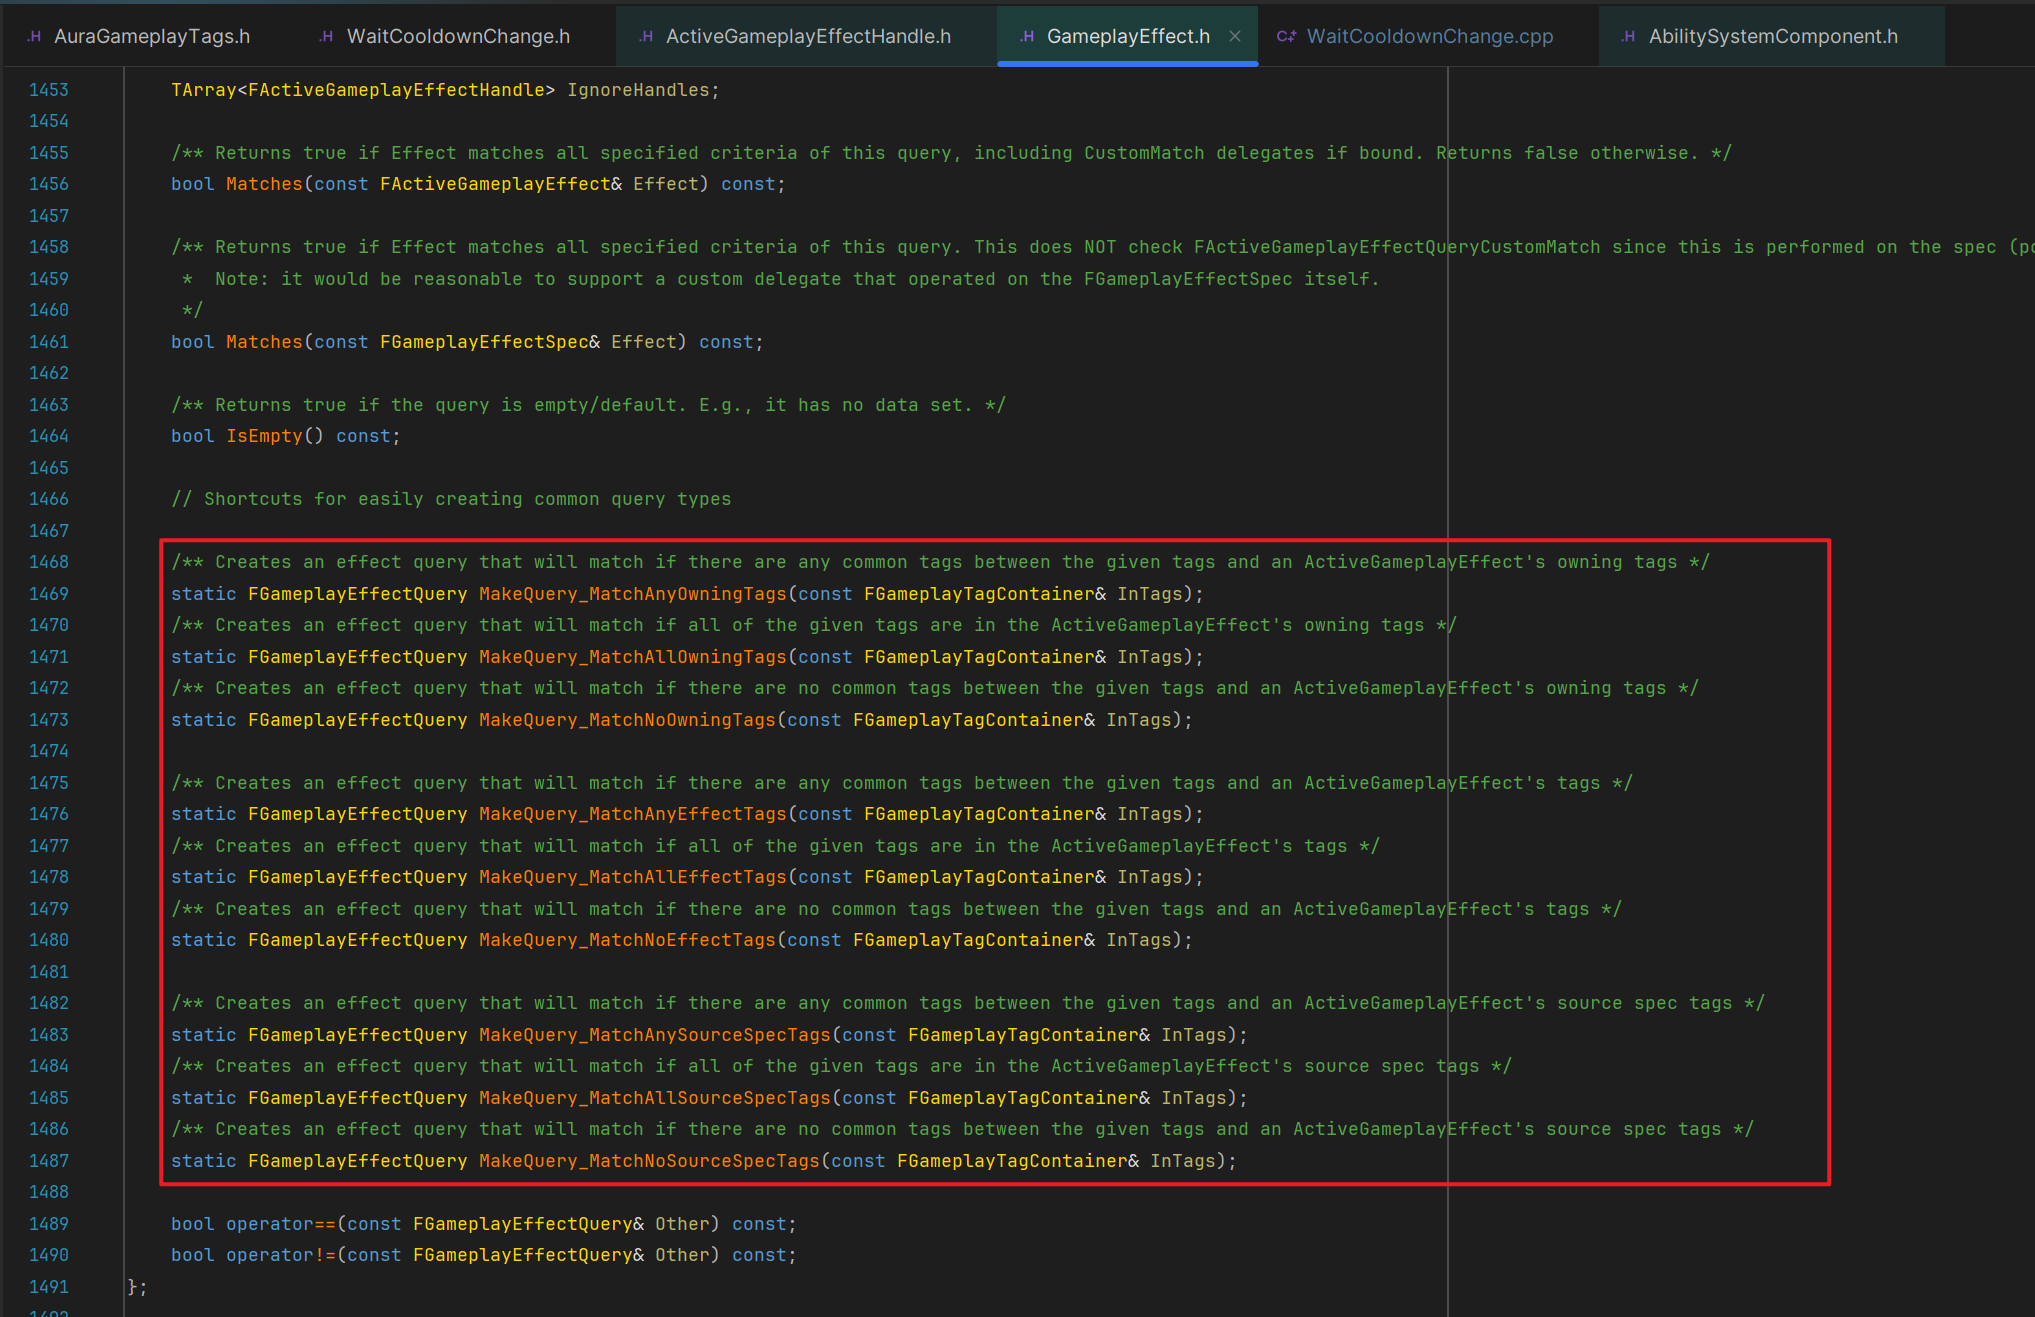 .H AuraGameplayTags.h .H WaitCooldownChange.h .H ActiveGameplayEffectHandle.h .H GameplayEffect.h × C++ WaitCooldownChange.cpp .H AbilitySystemComponent.h
1453 TArray<FActiveGameplayEffectHandle> IgnoreHandles;
1454
1455 /** Returns true if Effect matches all specified criteria of this query, including CustomMatch delegates if bound. Returns false otherwise. */
1456 bool Matches(const FActiveGameplayEffect& Effect) const;
1457
1458 /** Returns true if Effect matches all specified criteria of this query. This does NOT check FActiveGameplayEffectQueryCustomMatch since this is performed on the spec (po
1459 * Note: it would be reasonable to support a custom delegate that operated on the FGameplayEffectSpec itself.
1460 */
1461 bool Matches(const FGameplayEffectSpec& Effect) const;
1462
1463 /** Returns true if the query is empty/default. E.g., it has no data set. */
1464 bool IsEmpty() const;
1465
1466 // Shortcuts for easily creating common query types
1467
1468 /** Creates an effect query that will match if there are any common tags between the given tags and an ActiveGameplayEffect's owning tags */
1469 static FGameplayEffectQuery MakeQuery_MatchAnyOwningTags(const FGameplayTagContainer& InTags);
1470 /** Creates an effect query that will match if all of the given tags are in the ActiveGameplayEffect's owning tags */
1471 static FGameplayEffectQuery MakeQuery_MatchAllOwningTags(const FGameplayTagContainer& InTags);
1472 /** Creates an effect query that will match if there are no common tags between the given tags and an ActiveGameplayEffect's owning tags */
1473 static FGameplayEffectQuery MakeQuery_MatchNoOwningTags(const FGameplayTagContainer& InTags);
1474
1475 /** Creates an effect query that will match if there are any common tags between the given tags and an ActiveGameplayEffect's tags */
1476 static FGameplayEffectQuery MakeQuery_MatchAnyEffectTags(const FGameplayTagContainer& InTags);
1477 /** Creates an effect query that will match if all of the given tags are in the ActiveGameplayEffect's tags */
1478 static FGameplayEffectQuery MakeQuery_MatchAllEffectTags(const FGameplayTagContainer& InTags);
1479 /** Creates an effect query that will match if there are no common tags between the given tags and an ActiveGameplayEffect's tags */
1480 static FGameplayEffectQuery MakeQuery_MatchNoEffectTags(const FGameplayTagContainer& InTags);
1481
1482 /** Creates an effect query that will match if there are any common tags between the given tags and an ActiveGameplayEffect's source spec tags */
1483 static FGameplayEffectQuery MakeQuery_MatchAnySourceSpecTags(const FGameplayTagContainer& InTags);
1484 /** Creates an effect query that will match if all of the given tags are in the ActiveGameplayEffect's source spec tags */
1485 static FGameplayEffectQuery MakeQuery_MatchAllSourceSpecTags(const FGameplayTagContainer& InTags);
1486 /** Creates an effect query that will match if there are no common tags between the given tags and an ActiveGameplayEffect's source spec tags */
1487 static FGameplayEffectQuery MakeQuery_MatchNoSourceSpecTags(const FGameplayTagContainer& InTags);
1488
1489 bool operator==(const FGameplayEffectQuery& Other) const;
1490 bool operator!=(const FGameplayEffectQuery& Other) const;
1491 };